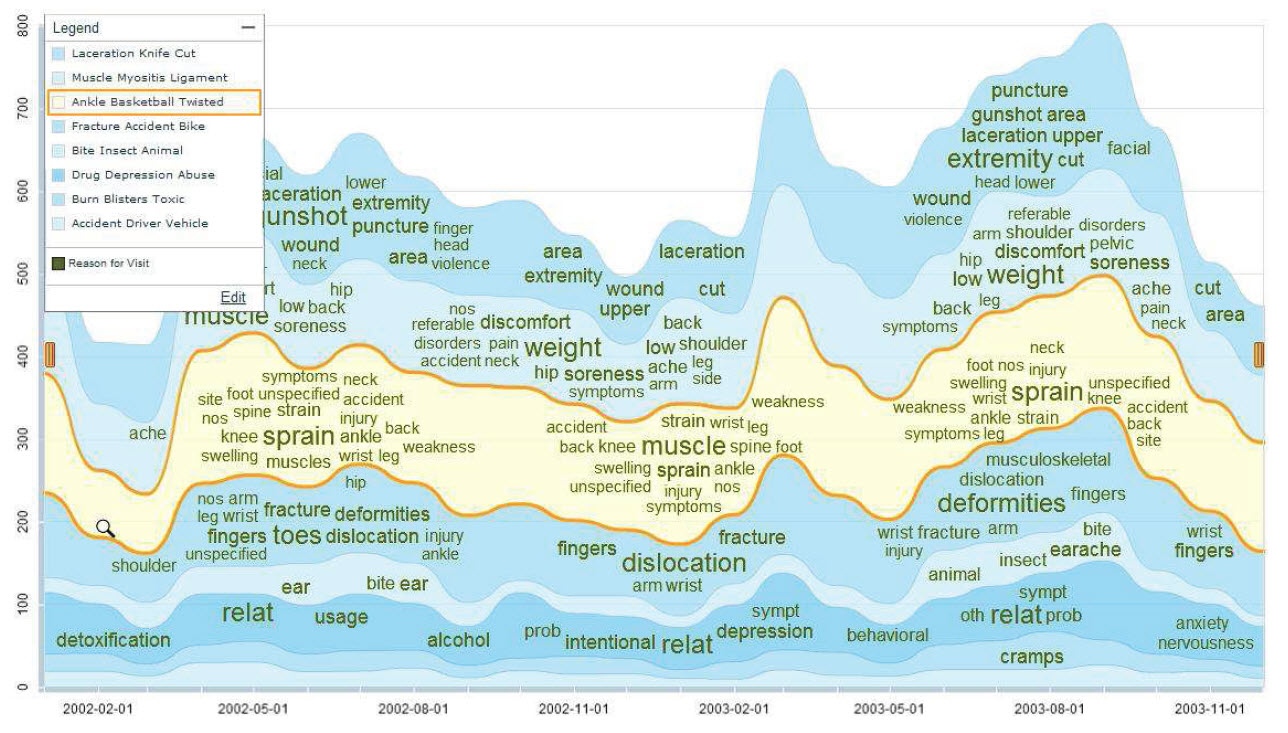 800
Legend
Laceration Knife Cut
Muscle Myositis Ligament
Ankle Basketball Twisted
Fracture Accident Bike
Bite Insect Animal
Drug Depression Abuse
Burn Blisters Toxic
Accident Driver Vehicle
Reason for Visit
Edit
puncture
700
gunshot area
laceration upper
facial
extremity cut
ial
lower
head lower
600
aceration
extremity
wound
unshot
referable
violence
puncture finger
arm shoulder disorders
wound
head
pelvic
area
laceration
discomfort
neck
area violence
hip
soreness
500
extremity
low weight
rt
hip
wound
cut
ache
cut
low back
nos
upper
leg
back
pain
area
muscle
soreness
referable discomfort
back
symptoms
neck
disorders pain weight
low shoulder
neck
400
accident neck
ache leg
foot nos injury
symptoms neck
hip soreness
arm side
swelling
sprain
unspecified
site foot unspecified accident
symptoms
weakness
weakness
wrist
knee
accident
nos spine strain injury
accident
strain wrist leg
ankle strain
back
ache
knee sprain ankle back
back knee muscle spine foot
symptoms leg
site
300
swelling muscles wrist leg weakness
swelling sprain ankle
musculoskeletal
hip
unspecified injury nos
dislocation
nos arm fracture deformities
symptoms
deformities fingers
200
leg wrist
fingers toes dislocation injury
fracture
wrist fracture arm
bite
wrist
unspecified
ankle
fingers
injury
earache
fingers
shoulder
dislocation
insect
ear
bite ear
arm wrist
animal
100
relat
usage
sympt
sympt
oth relat prob
detoxification
alcohol
prob
intentional relat depression
behavioral
anxiety
nervousness
cramps
0
2002-02-01
2002-05-01
2002-08-01
2002-11-01
2003-02-01
2003-05-01
2003-08-01
2003-11-01